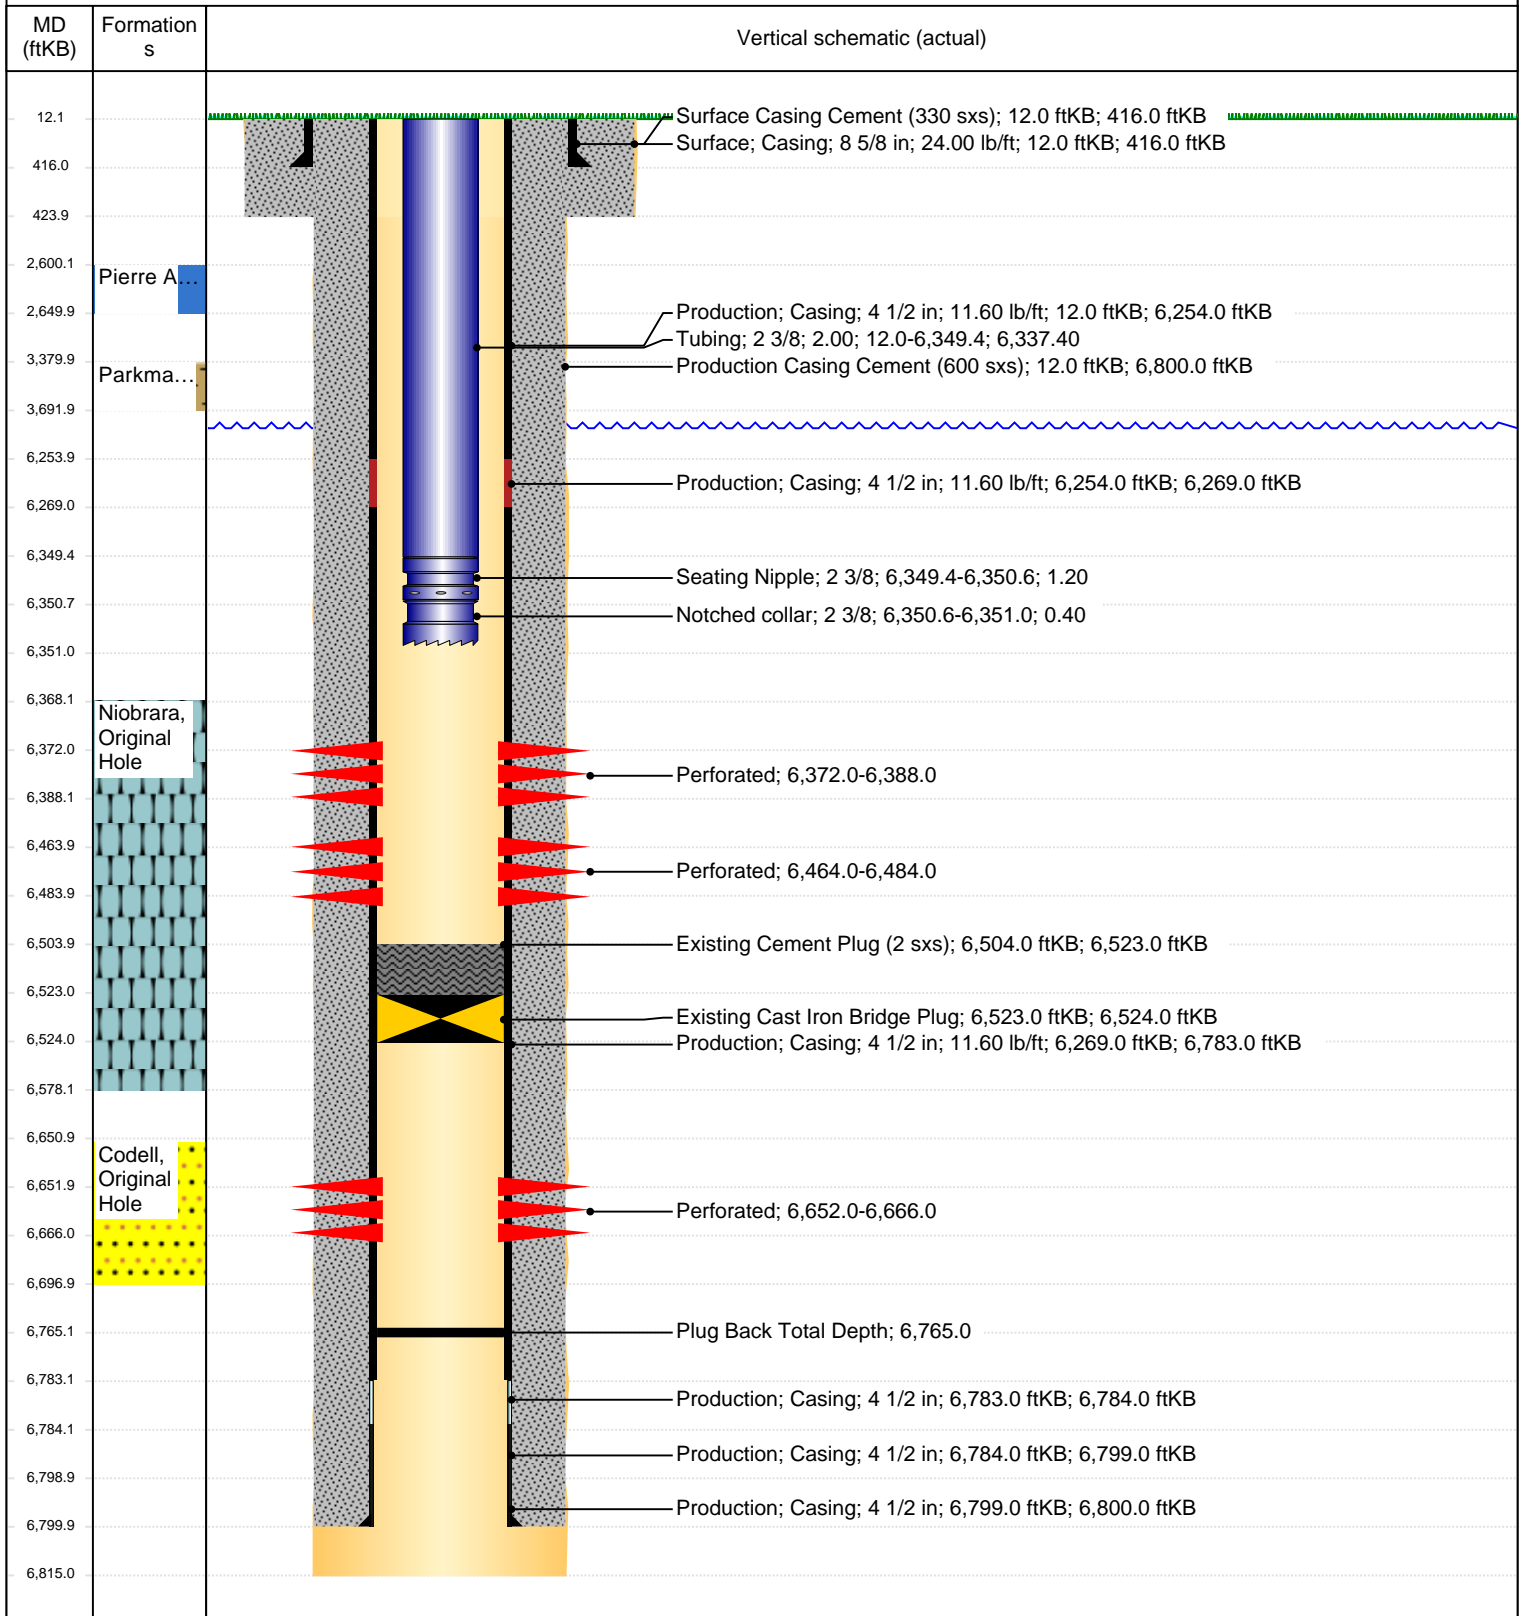 MD
(ftKB)
Formation
s
Vertical schematic (actual)
12.1
Surface Casing Cement (330 sxs); 12.0 ftKB; 416.0 ftKB
Surface; Casing; 8 5/8 in; 24.00 lb/ft; 12.0 ftKB; 416.0 ftKB
416.0
423.9
2,600.1
Pierre A...
2,649.9
Production; Casing; 4 1/2 in; 11.60 lb/ft; 12.0 ftKB; 6,254.0 ftKB
Tubing; 2 3/8; 2.00; 12.0-6,349.4; 6,337.40
3,379.9
Production Casing Cement (600 sxs); 12.0 ftKB; 6,800.0 ftKB
Parkma...
3,691.9
6,253.9
Production; Casing; 4 1/2 in; 11.60 lb/ft; 6,254.0 ftKB; 6,269.0 ftKB
6,269.0
6,349.4
Seating Nipple; 2 3/8; 6,349.4-6,350.6; 1.20
6,350.7
Notched collar; 2 3/8; 6,350.6-6,351.0; 0.40
6,351.0
6,368.1
Niobrara,
Original
Hole
6,372.0
Perforated; 6,372.0-6,388.0
6,388.1
6,463.9
Perforated; 6,464.0-6,484.0
6,483.9
6,503.9
Existing Cement Plug (2 sxs); 6,504.0 ftKB; 6,523.0 ftKB
6,523.0
Existing Cast Iron Bridge Plug; 6,523.0 ftKB; 6,524.0 ftKB
6,524.0
Production; Casing; 4 1/2 in; 11.60 lb/ft; 6,269.0 ftKB; 6,783.0 ftKB
6,578.1
6,650.9
Codell,
Original
Hole
6,651.9
Perforated; 6,652.0-6,666.0
6,666.0
6,696.9
6,765.1
Plug Back Total Depth; 6,765.0
6,783.1
Production; Casing; 4 1/2 in; 6,783.0 ftKB; 6,784.0 ftKB
6,784.1
Production; Casing; 4 1/2 in; 6,784.0 ftKB; 6,799.0 ftKB
6,798.9
Production; Casing; 4 1/2 in; 6,799.0 ftKB; 6,800.0 ftKB
6,799.9
6,815.0